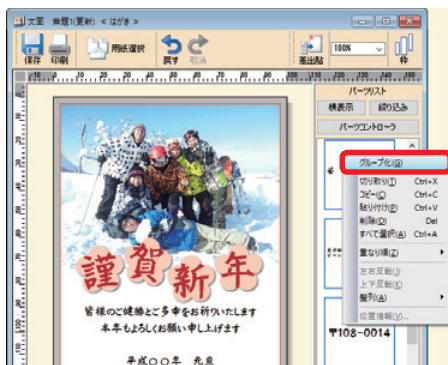 文面 無題1(更新) < はがき >
保存 印刷 用紙選択 戻す 取消 差出貼 100% 枠
パーツリスト
横表示 絞り込み
パーツコントローラ
グループ化(G)
切り取り(T) Ctrl+X
コピー(C) Ctrl+C
貼り付け(P) Ctrl+V
削除(D) Del
すべて選択(A) Ctrl+A
重なり順(Z)
左右反転(J)
上下反転(K)
整列(A)
位置情報(V)...
謹賀新年
皆様のご健勝とご多幸をお祈りいたします
本年もよろしくお願い申し上げます
平成○○年 元旦
〒108-0014